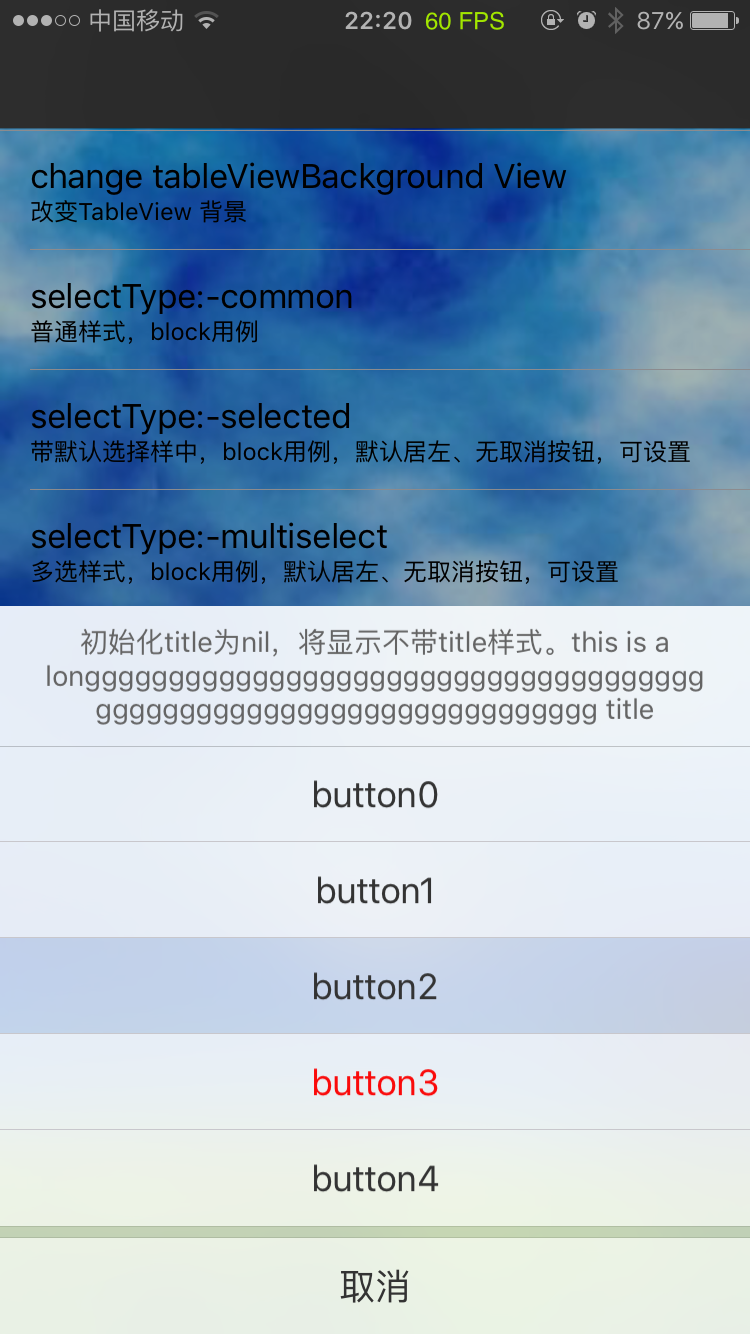 中国移动 22:20 60 FPS 87%
change tableViewBackground View
改变TableView 背景
selectType:-common
普通样式，block用例
selectType:-selected
带默认选择样中，block用例，默认居左、无取消按钮，可设置
selectType:-multiselect
多选样式，block用例，默认居左、无取消按钮，可设置
初始化title为nil，将显示不带title样式。this is a
longggggggggggggggggggggggggggggggggggggg
gggggggggggggggggggggggggggggg title
button0
button1
button2
button3
button4
取消